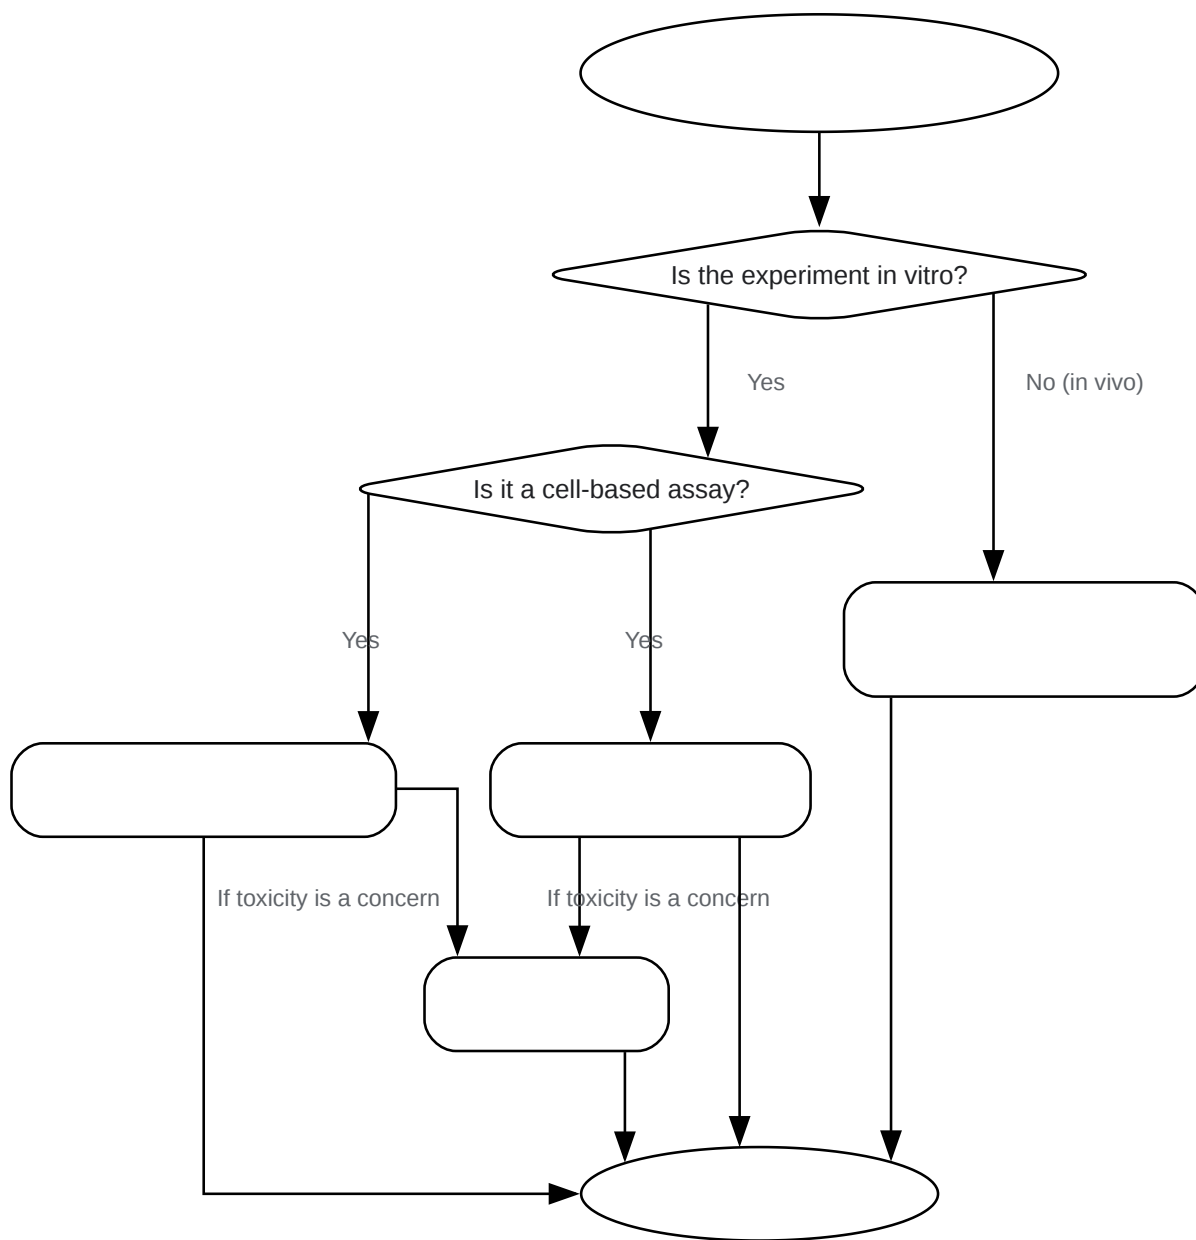 Is the experiment in vitro?
Yes
No (in vivo)
Is it a cell-based assay?
Yes
Yes
If toxicity is a concern
If toxicity is a concern